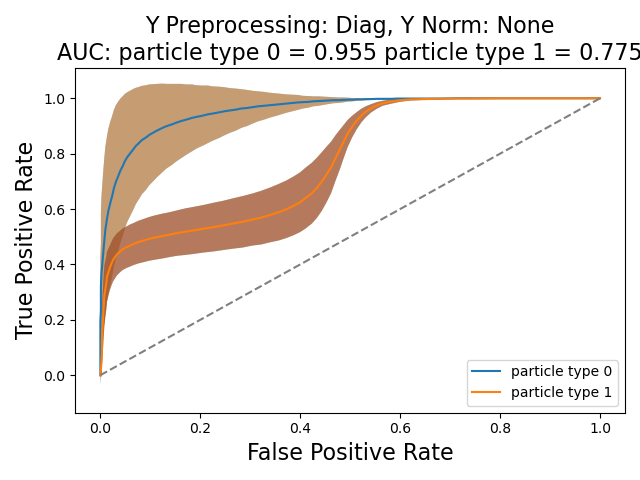 Y Preprocessing: Diag, Y Norm: None
AUC: particle type 0 = 0.955 particle type 1 = 0.775
True Positive Rate
1.0
0.8
0.6
0.4
0.2
0.0
particle type 0
particle type 1
0.0 0.2 0.4 0.6 0.8 1.0
False Positive Rate